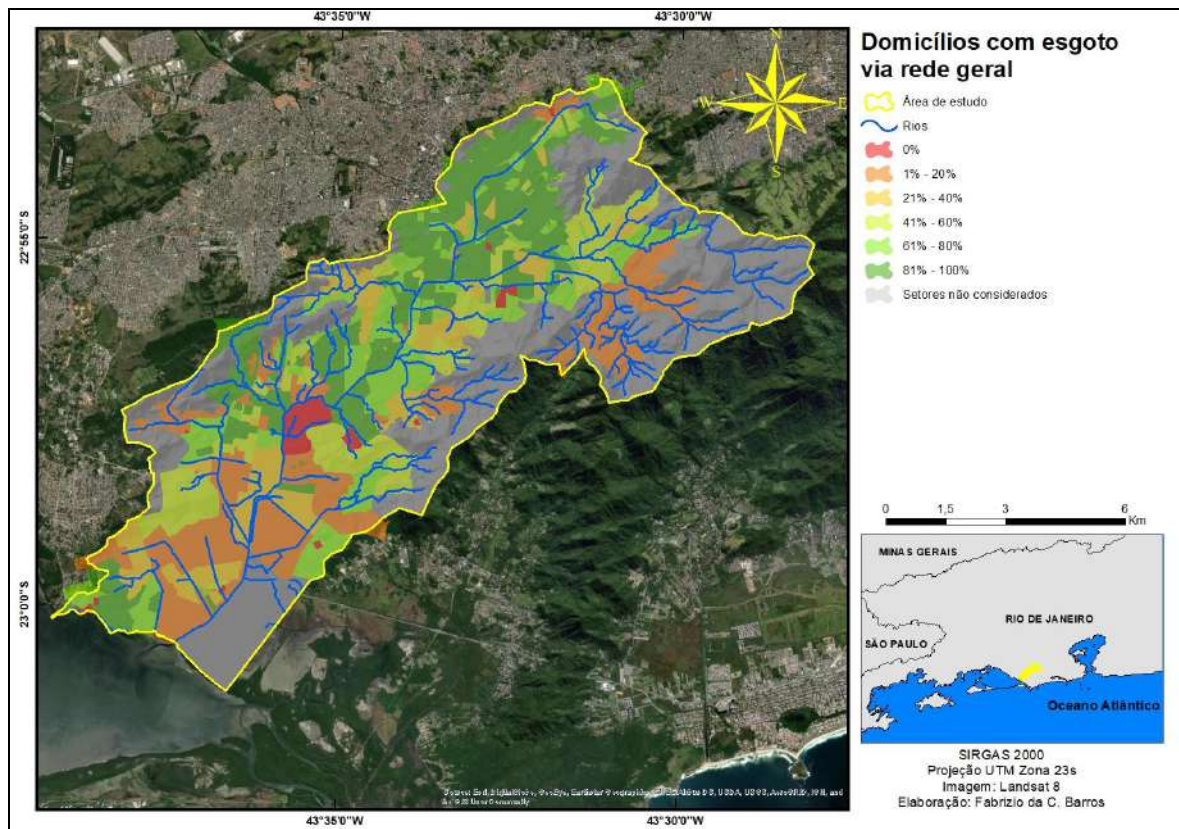 43°35'0"W
43°30'0"W
22°55'0"S
23°0'0"S
43°35'0"W
43°30'0"W
N
W
E
S
Domicílios com esgoto
via rede geral
Área de estudo
Rios
0%
1% - 20%
21% - 40%
41% - 60%
61% - 80%
81% - 100%
Setores não considerados
0 1,5 3 6
Km
MINAS GERAIS
RIO DE JANEIRO
SÃO PAULO
Oceano Atlântico
SIRGAS 2000
Projeção UTM Zona 23s
Imagem: Landsat 8
Elaboração: Fabrizio da C. Barros